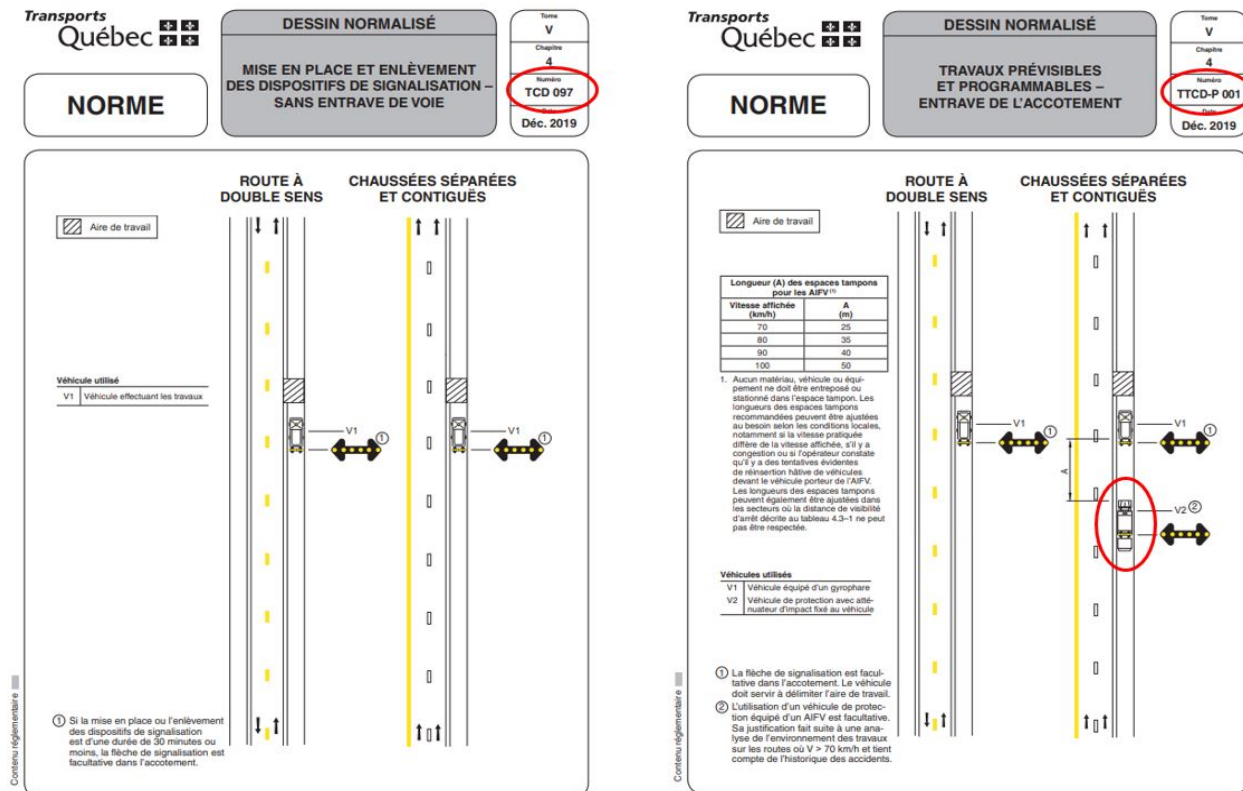 Transports
Québec
NORME
DESSIN NORMALISÉ
MISE EN PLACE ET ENLÈVEMENT
DES DISPOSITIFS DE SIGNALISATION –
SANS ENTRAVE DE VOIE
Tome
V
Chapitre
4
Numéro
TCD 097
Date
Déc. 2019
ROUTE À
DOUBLE SENS
CHAUSSÉES SÉPARÉES
ET CONTIGUËS
Aire de travail
Véhicule utilisé
V1 Véhicule effectuant les travaux
V1
1
V1
1
1 Si la mise en place ou l'enlèvement
des dispositifs de signalisation
est d'une durée de 30 minutes ou
moins, la flèche de signalisation est
facultative dans l'accotement.
Contenu réglementaire
Transports
Québec
NORME
DESSIN NORMALISÉ
TRAVAUX PRÉVISIBLES
ET PROGRAMMABLES –
ENTRAVE DE L'ACCOTEMENT
Tome
V
Chapitre
4
Numéro
TTCD-P 001
Date
Déc. 2019
ROUTE À
DOUBLE SENS
CHAUSSÉES SÉPARÉES
ET CONTIGUËS
Aire de travail
Longueur (A) des espaces tampons
pour les AIFV (1)
Vitesse affichée A
(km/h) (m)
70 25
80 35
90 40
100 50
1. Aucun matériau, véhicule ou équi-
pement ne doit être entreposé ou
stationné dans l'espace tampon. Les
longueurs des espaces tampons
recommandées peuvent être ajustées
au besoin selon les conditions locales,
notamment si la vitesse pratiquée
diffère de la vitesse affichée, s'il y a
congestion ou si l'opérateur constate
qu'il y a des tentatives évidentes
de réinsertion hâtive de véhicules
devant le véhicule porteur de l'AIFV.
Les longueurs des espaces tampons
peuvent également être ajustées dans
les secteurs où la distance de visibilité
d'arrêt décrite au tableau 4.3–1 ne peut
pas être respectée.
V1
1
V1
1
A
V2 2
Véhicules utilisés
V1 Véhicule équipé d'un gyrophare
V2 Véhicule de protection avec atté-
nuateur d'impact fixé au véhicule
1 La flèche de signalisation est facul-
tative dans l'accotement. Le véhicule
doit servir à délimiter l'aire de travail.
2 L'utilisation d'un véhicule de protec-
tion équipé d'un AIFV est facultative.
Sa justification fait suite à une ana-
lyse de l'environnement des travaux
sur les routes où V > 70 km/h et tient
compte de l'historique des accidents.
Contenu réglementaire